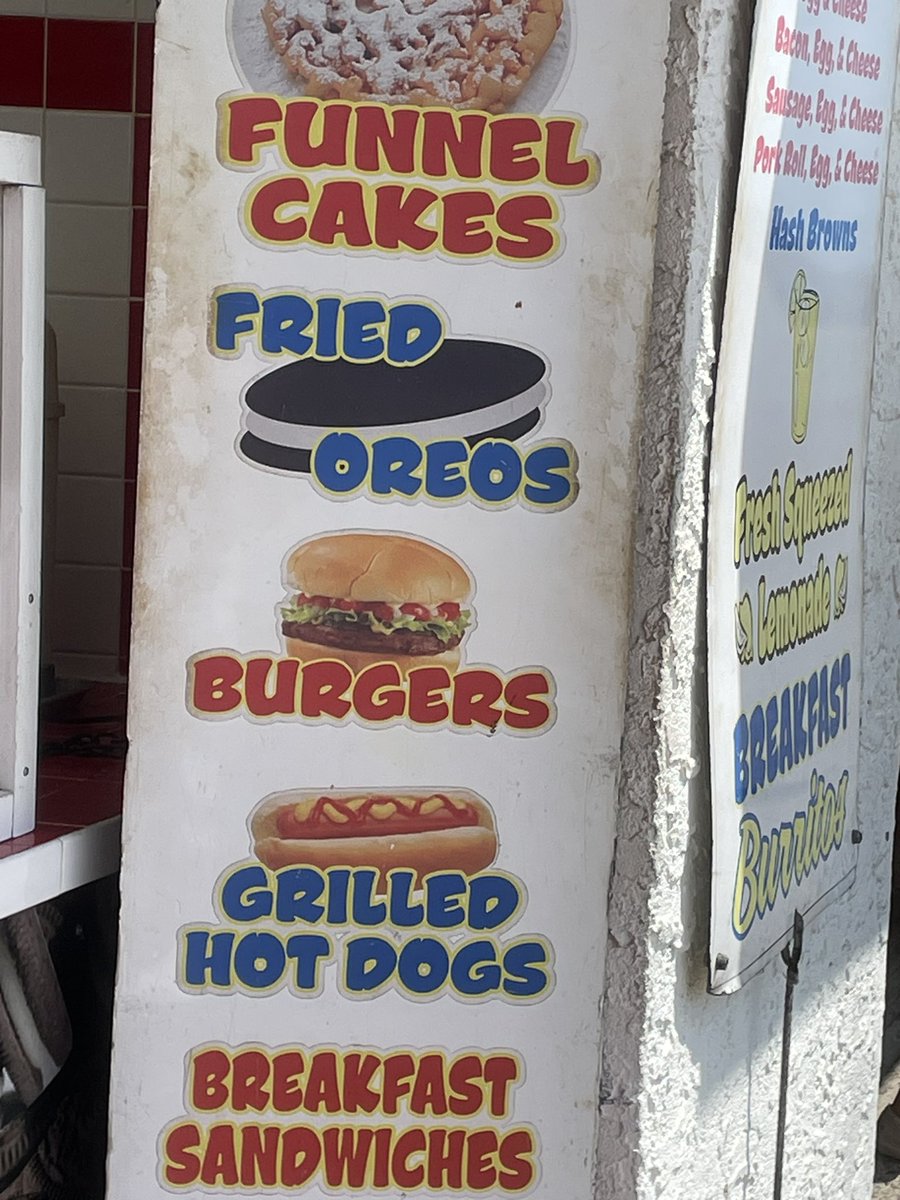 FUNNEL
CAKES
FRIED
OREOS
BURGERS
GRILLED
HOT DOGS
BREAKFAST
SANDWICHES
& Cheese
Bacon, Egg, & Cheese
Sausage, Egg, & Cheese
Pork Roll, Egg, & Cheese
Hash Browns
Fresh Squeezed
Lemonade
BREAKFAST
Burritos